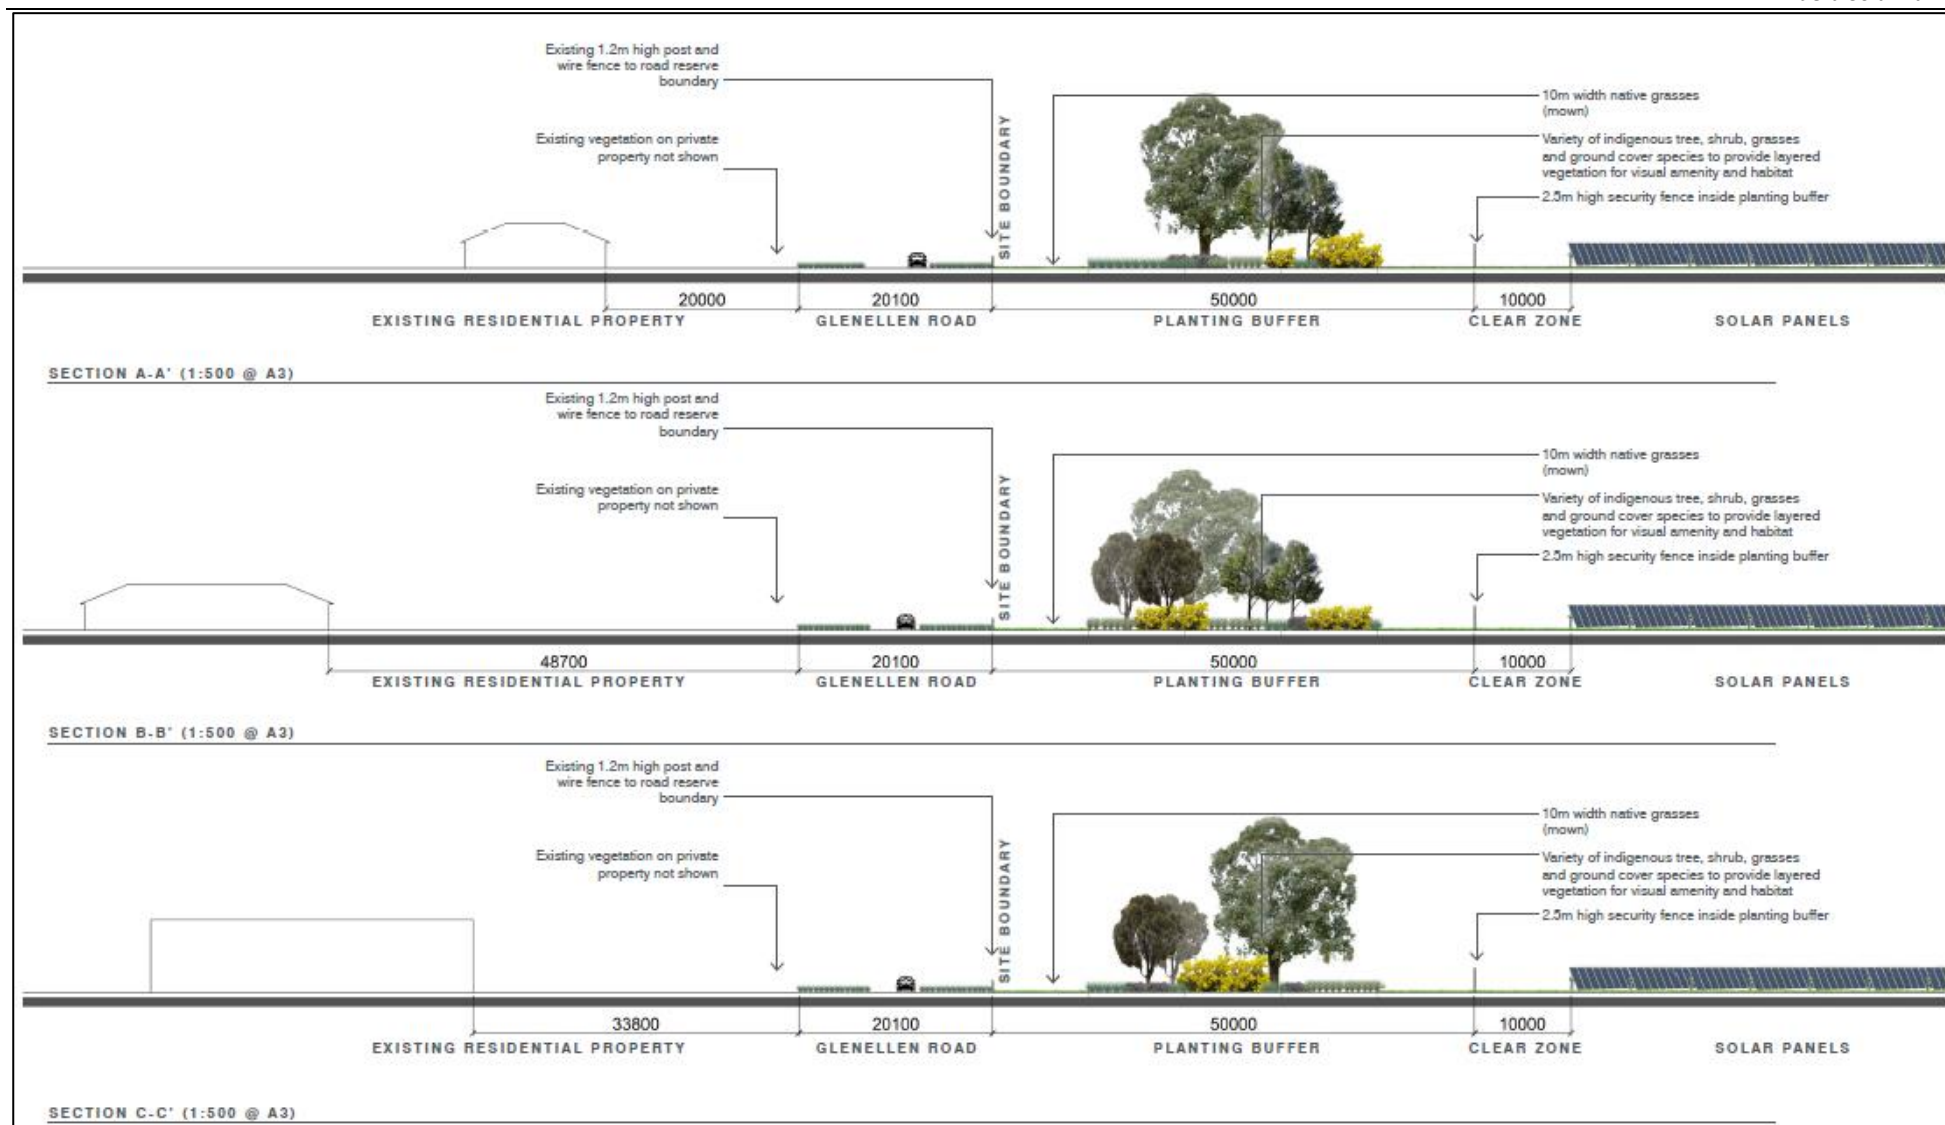 Existing 1.2m high post and
wire fence to road reserve
boundary
Existing vegetation on private
property not shown
SITE BOUNDARY
10m width native grasses
(mown)
Variety of indigenous tree, shrub, grasses
and ground cover species to provide layered
vegetation for visual amenity and habitat
2.5m high security fence inside planting buffer
20000
20100
50000
10000
EXISTING RESIDENTIAL PROPERTY
GLENELLEN ROAD
PLANTING BUFFER
CLEAR ZONE
SOLAR PANELS
SECTION A-A' (1:500 @ A3)
Existing 1.2m high post and
wire fence to road reserve
boundary
Existing vegetation on private
property not shown
SITE BOUNDARY
10m width native grasses
(mown)
Variety of indigenous tree, shrub, grasses
and ground cover species to provide layered
vegetation for visual amenity and habitat
2.5m high security fence inside planting buffer
48700
20100
50000
10000
EXISTING RESIDENTIAL PROPERTY
GLENELLEN ROAD
PLANTING BUFFER
CLEAR ZONE
SOLAR PANELS
SECTION B-B' (1:500 @ A3)
Existing 1.2m high post and
wire fence to road reserve
boundary
Existing vegetation on private
property not shown
SITE BOUNDARY
10m width native grasses
(mown)
Variety of indigenous tree, shrub, grasses
and ground cover species to provide layered
vegetation for visual amenity and habitat
2.5m high security fence inside planting buffer
33800
20100
50000
10000
EXISTING RESIDENTIAL PROPERTY
GLENELLEN ROAD
PLANTING BUFFER
CLEAR ZONE
SOLAR PANELS
SECTION C-C' (1:500 @ A3)